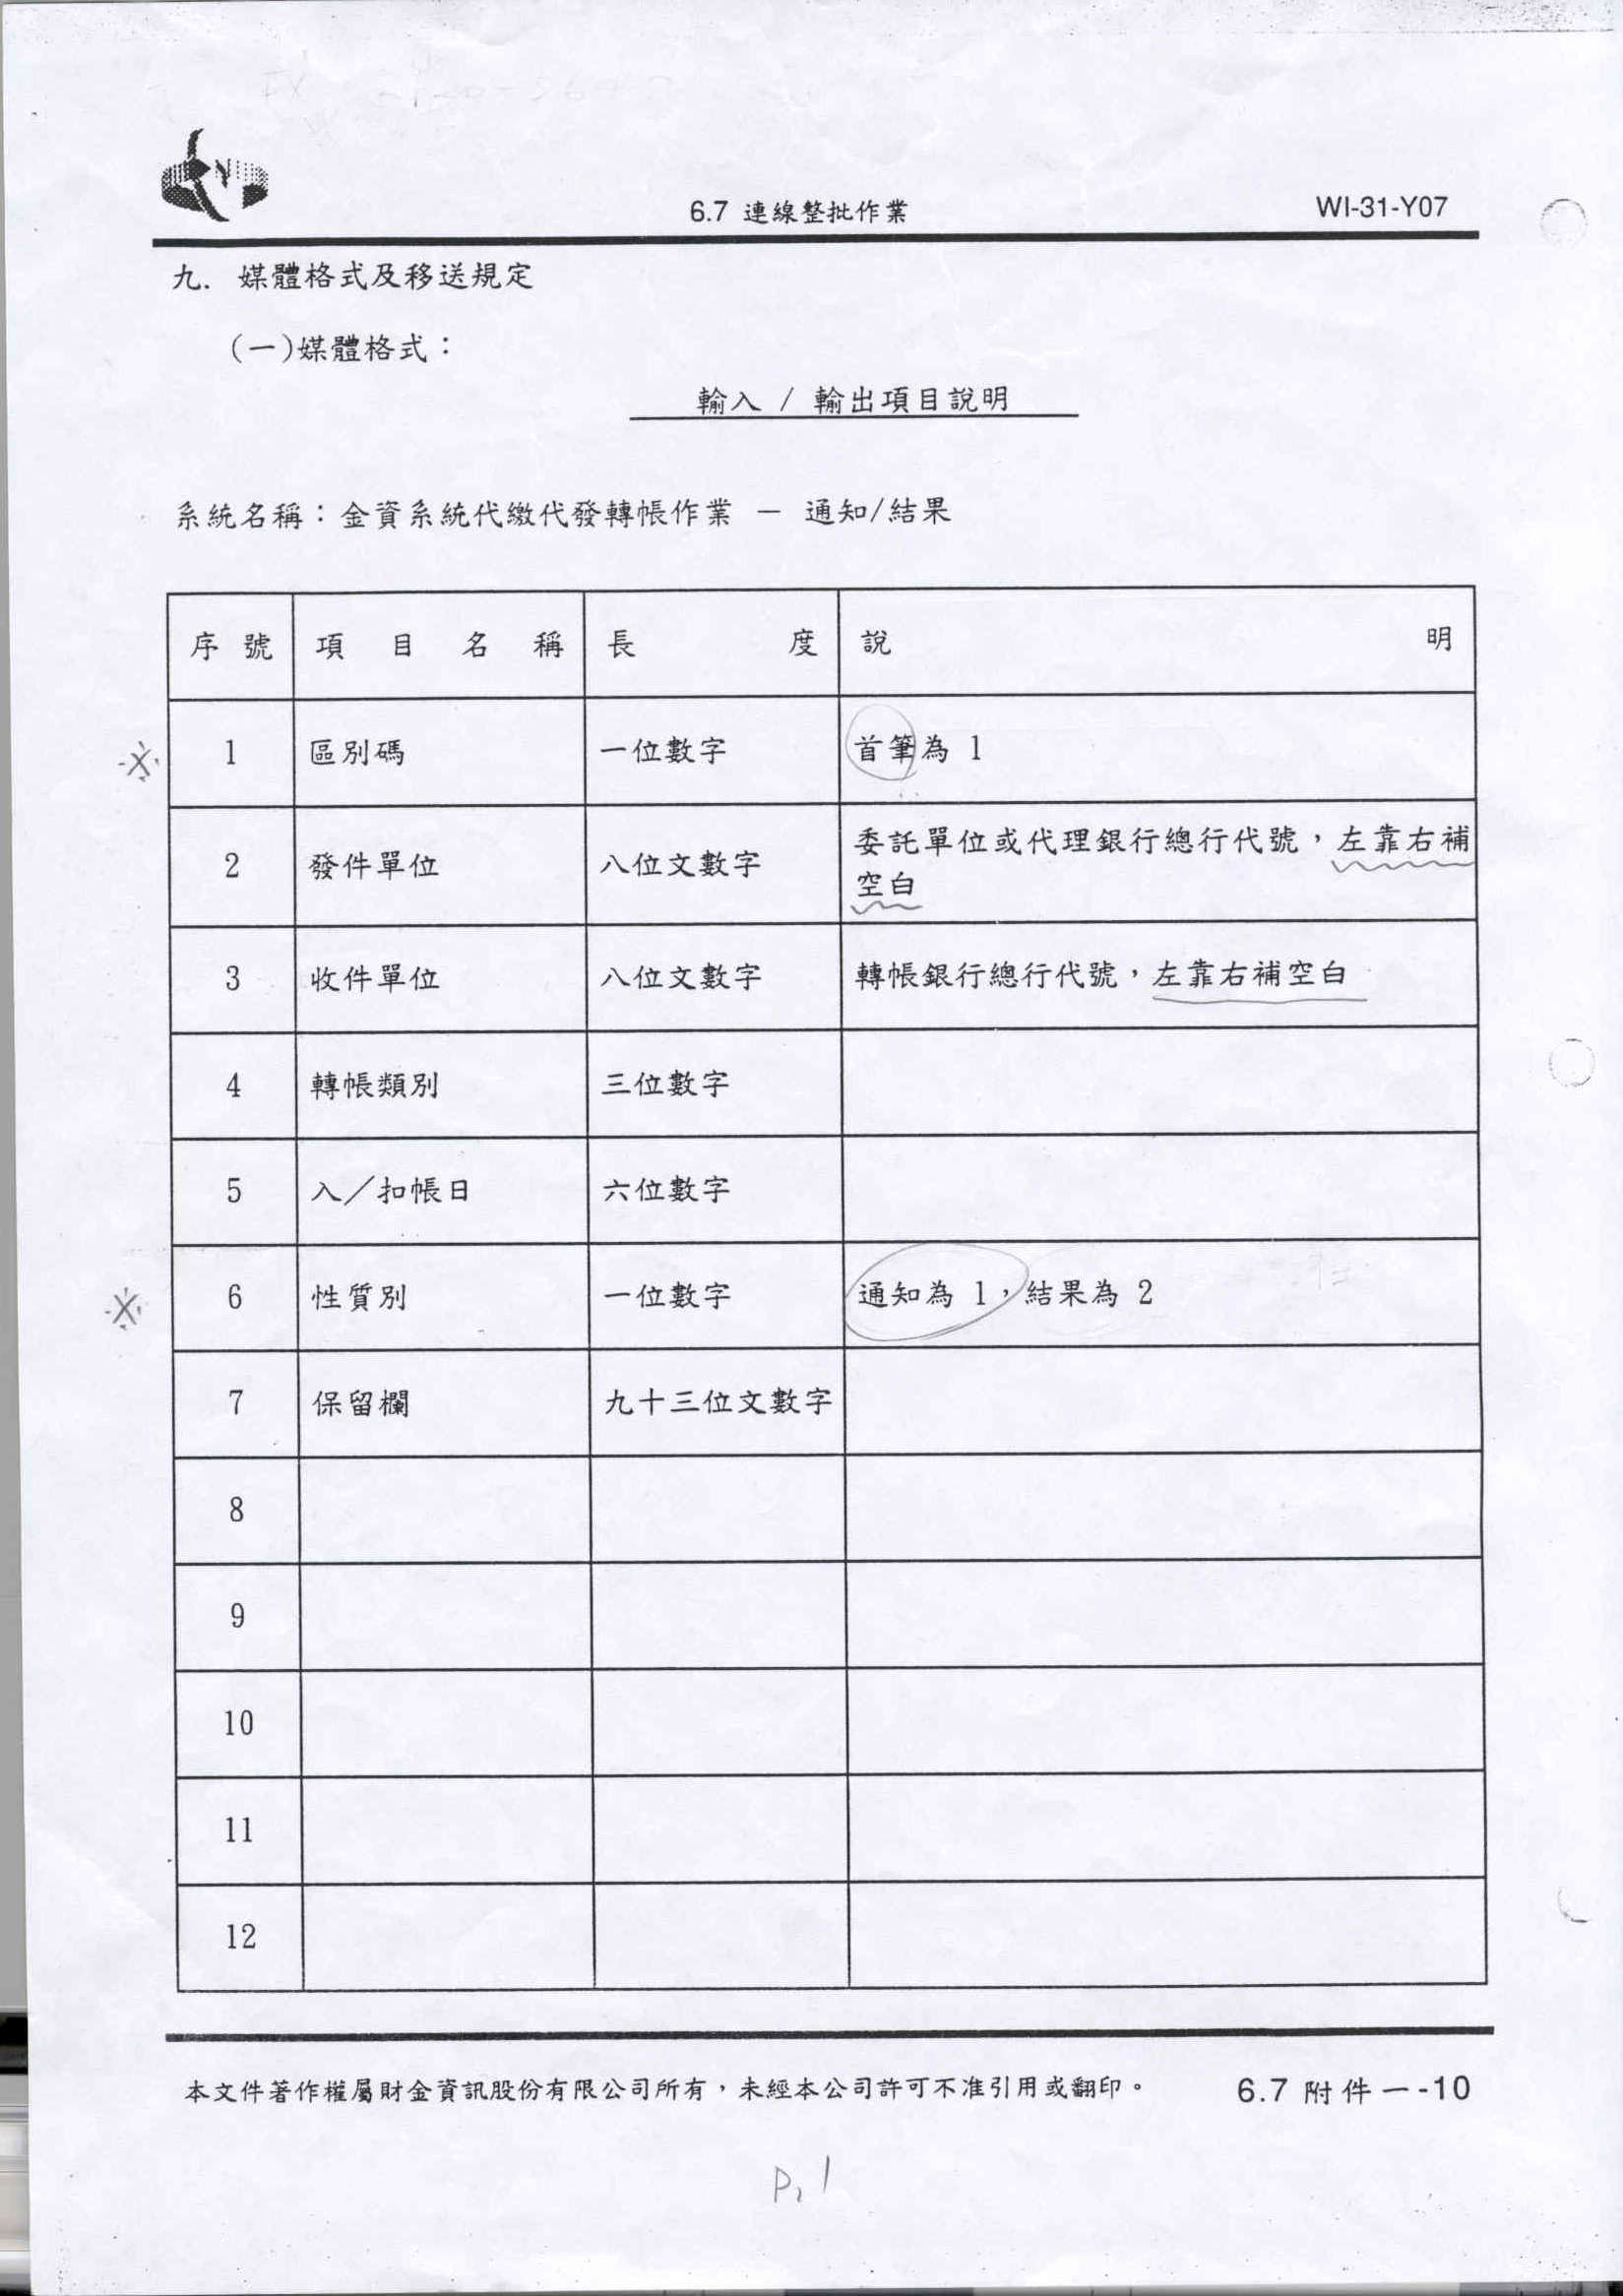 6.7 連線整批作業 WI-31-Y07
九. 媒體格式及移送規定
(一)媒體格式：
輸入 / 輸出項目說明
系統名稱：金資系統代繳代發轉帳作業 － 通知/結果
序號 項目名稱 長度 說明
1 區別碼 一位數字 首筆為 1
2 發件單位 八位文數字 委託單位或代理銀行總行代號，左靠右補
空白
3 收件單位 八位文數字 轉帳銀行總行代號，左靠右補空白
4 轉帳類別 三位數字
5 入／扣帳日 六位數字
6 性質別 一位數字 通知為 1，結果為 2
7 保留欄 九十三位文數字
8
9
10
11
12
本文件著作權屬財金資訊股份有限公司所有，未經本公司許可不准引用或翻印。 6.7 附件一-10
P,1